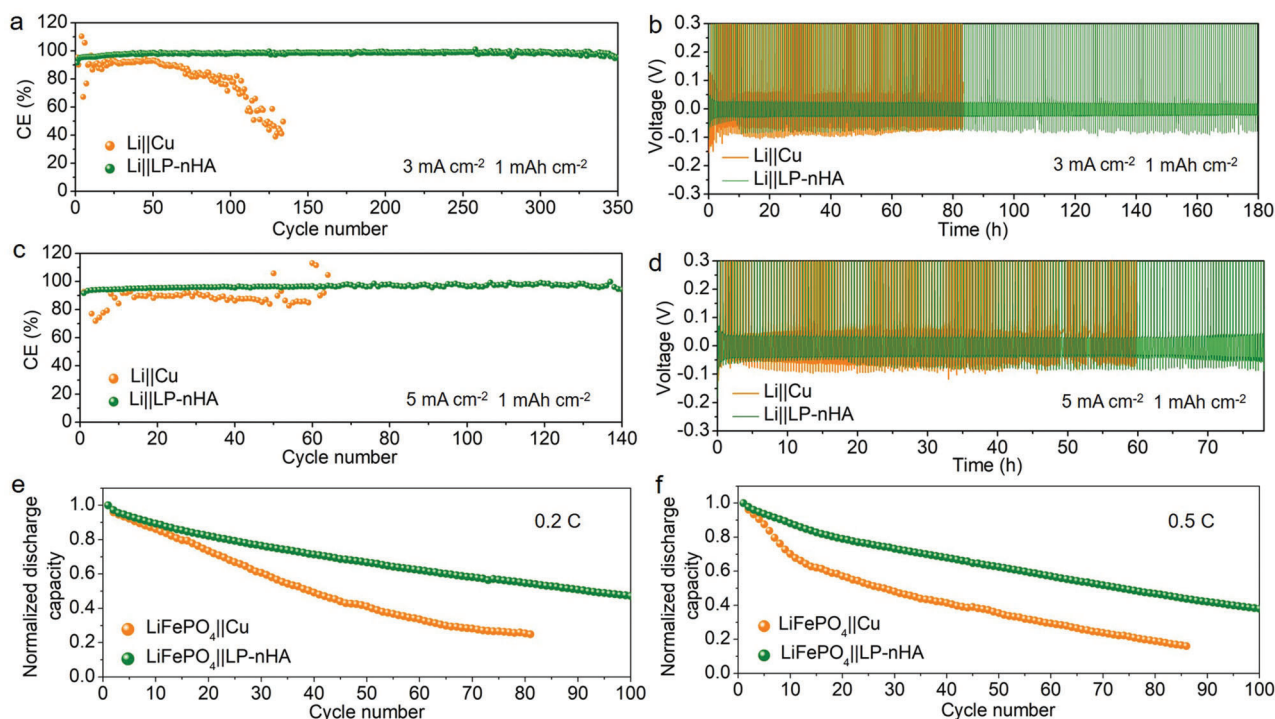 a
120
100
80
60
40
20
0
CE (%)
Li||Cu
Li||LP-nHA
3 mA cm-2 1 mAh cm-2
0 50 100 150 200 250 300 350
Cycle number
b
0.3
0.2
0.1
0.0
-0.1
-0.2
-0.3
Voltage (V)
Li||Cu
Li||LP-nHA
3 mA cm-2 1 mAh cm-2
0 20 40 60 80 100 120 140 160 180
Time (h)
c
120
100
80
60
40
20
0
CE (%)
Li||Cu
Li||LP-nHA
5 mA cm-2 1 mAh cm-2
0 20 40 60 80 100 120 140
Cycle number
d
0.3
0.2
0.1
0.0
-0.1
-0.2
-0.3
Voltage (V)
Li||Cu
Li||LP-nHA
5 mA cm-2 1 mAh cm-2
0 10 20 30 40 50 60 70
Time (h)
e
1.0
0.8
0.6
0.4
0.2
0.0
Normalized discharge
capacity
0.2 C
LiFePO4||Cu
LiFePO4||LP-nHA
0 10 20 30 40 50 60 70 80 90 100
Cycle number
f
1.0
0.8
0.6
0.4
0.2
0.0
Normalized discharge
capacity
0.5 C
LiFePO4||Cu
LiFePO4||LP-nHA
0 10 20 30 40 50 60 70 80 90 100
Cycle number